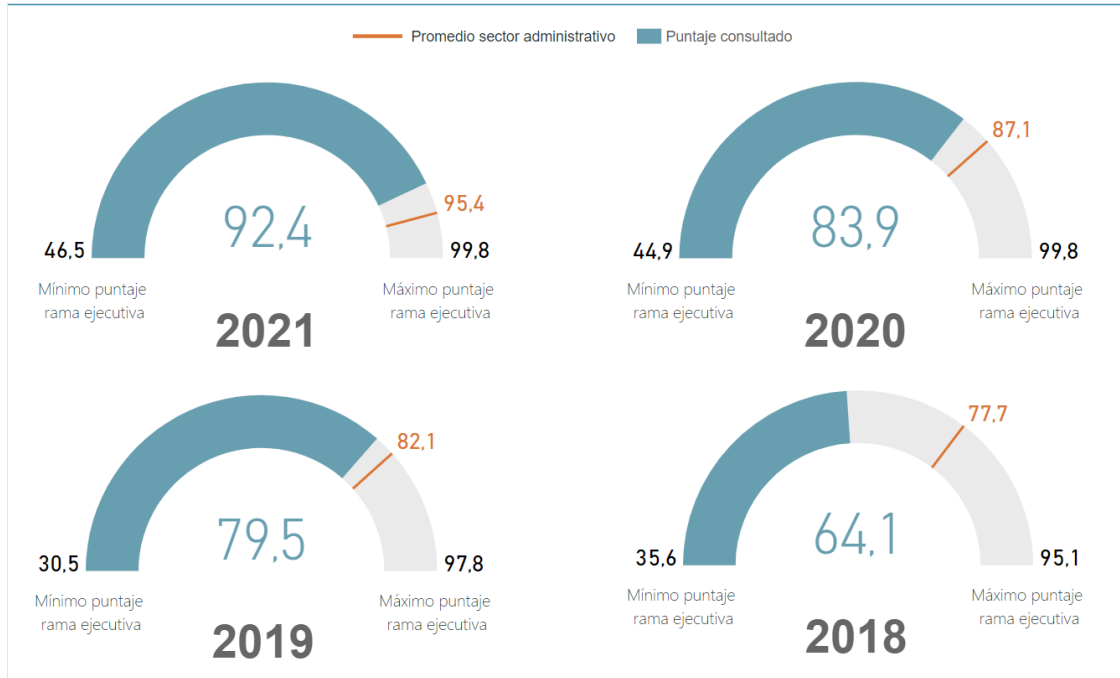 Promedio sector administrativo Puntaje consultado
87,1
95,4
92,4
83,9
46,5
99,8
44,9
99,8
Mínimo puntaje
rama ejecutiva
Máximo puntaje
rama ejecutiva
Mínimo puntaje
rama ejecutiva
Máximo puntaje
rama ejecutiva
2021
2020
82,1
77,7
79,5
64,1
30,5
97,8
35,6
95,1
Mínimo puntaje
rama ejecutiva
Máximo puntaje
rama ejecutiva
Mínimo puntaje
rama ejecutiva
Máximo puntaje
rama ejecutiva
2019
2018